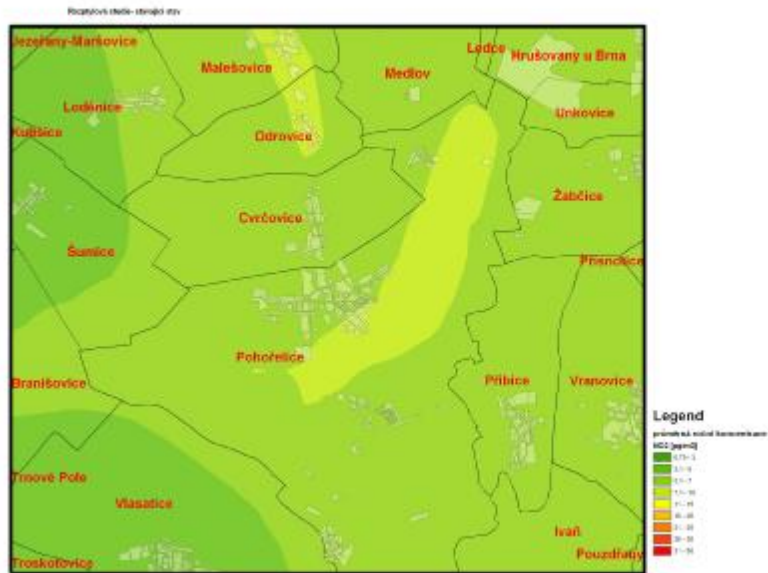 Rozptylová studie- stávající stav
Jezeřany-Maršovice
Malešovice
Medlov
Ledce
Hrušovany u Brna
Loděnice
Unkovice
Kubšice
Odrovice
Žabčice
Cvrčovice
Šumice
Přísnotice
Pohořelice
Branišovice
Přibice
Vranovice
Trnové Pole
Vlasatice
Ivaň
Pouzdřany
Troskotovice
Legend
průměrná roční koncentrace
NO2 [µg/m3]